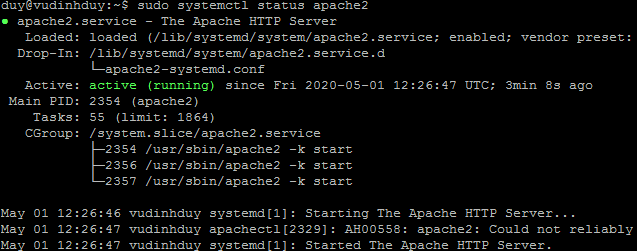 duy@vudinhduy:~$ sudo systemctl status apache2
● apache2.service - The Apache HTTP Server
Loaded: loaded (/lib/systemd/system/apache2.service; enabled; vendor preset:
Drop-In: /lib/systemd/system/apache2.service.d
└─apache2-systemd.conf
Active: active (running) since Fri 2020-05-01 12:26:47 UTC; 3min 8s ago
Main PID: 2354 (apache2)
Tasks: 55 (limit: 1864)
CGroup: /system.slice/apache2.service
├─2354 /usr/sbin/apache2 -k start
├─2356 /usr/sbin/apache2 -k start
└─2357 /usr/sbin/apache2 -k start
May 01 12:26:46 vudinhduy systemd[1]: Starting The Apache HTTP Server...
May 01 12:26:47 vudinhduy apachectl[2329]: AH00558: apache2: Could not reliably
May 01 12:26:47 vudinhduy systemd[1]: Started The Apache HTTP Server.